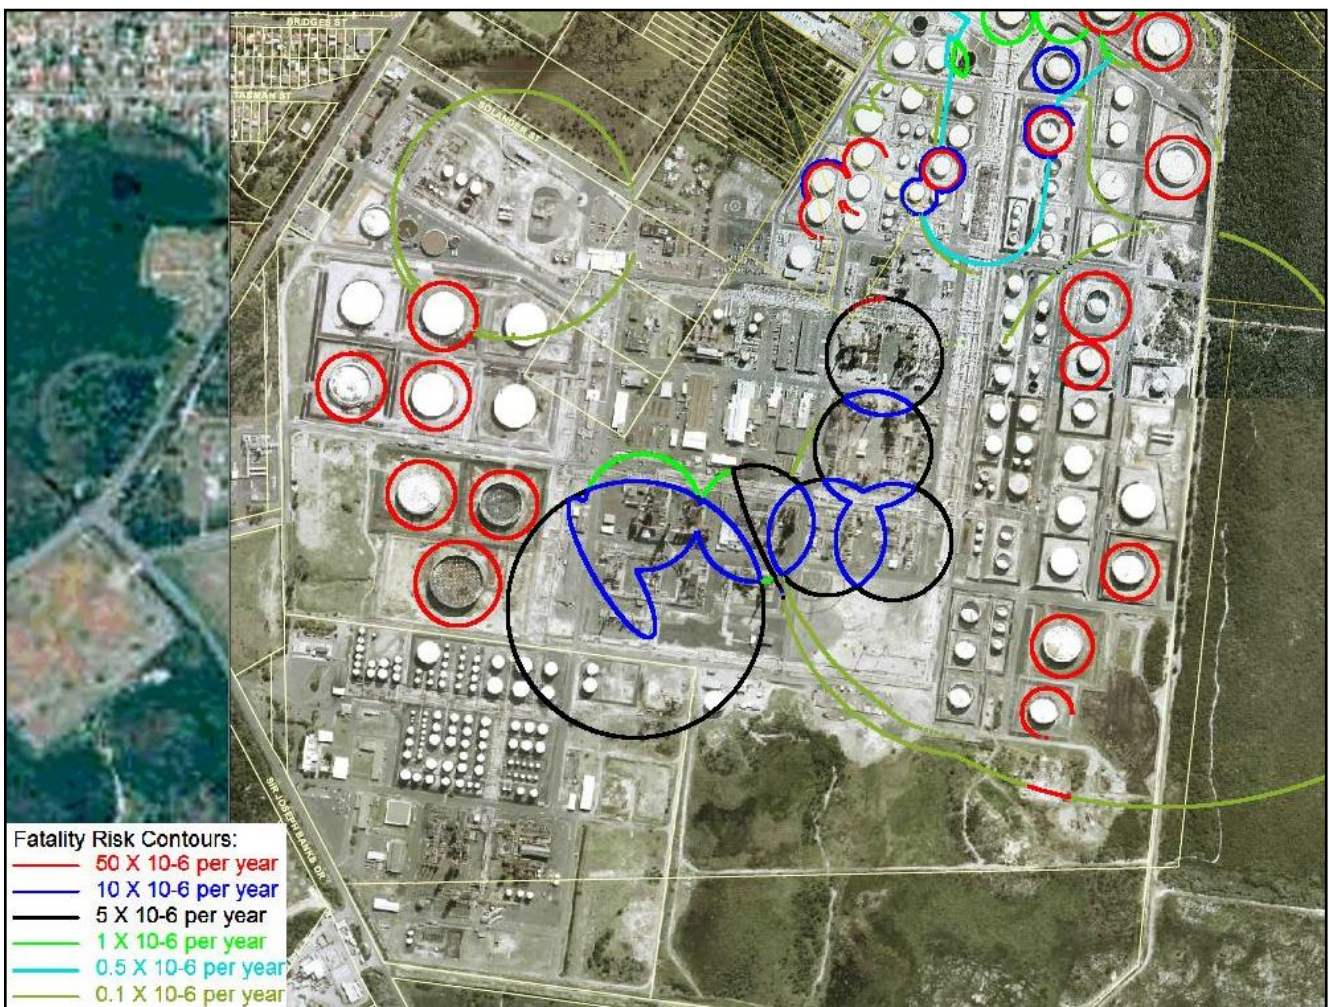 BRIDGES ST
TASMAN ST
SOLANDER ST
SIR JOSEPH BANKS DR
Fatality Risk Contours:
50 X 10-6 per year
10 X 10-6 per year
5 X 10-6 per year
1 X 10-6 per year
0.5 X 10-6 per year
0.1 X 10-6 per year